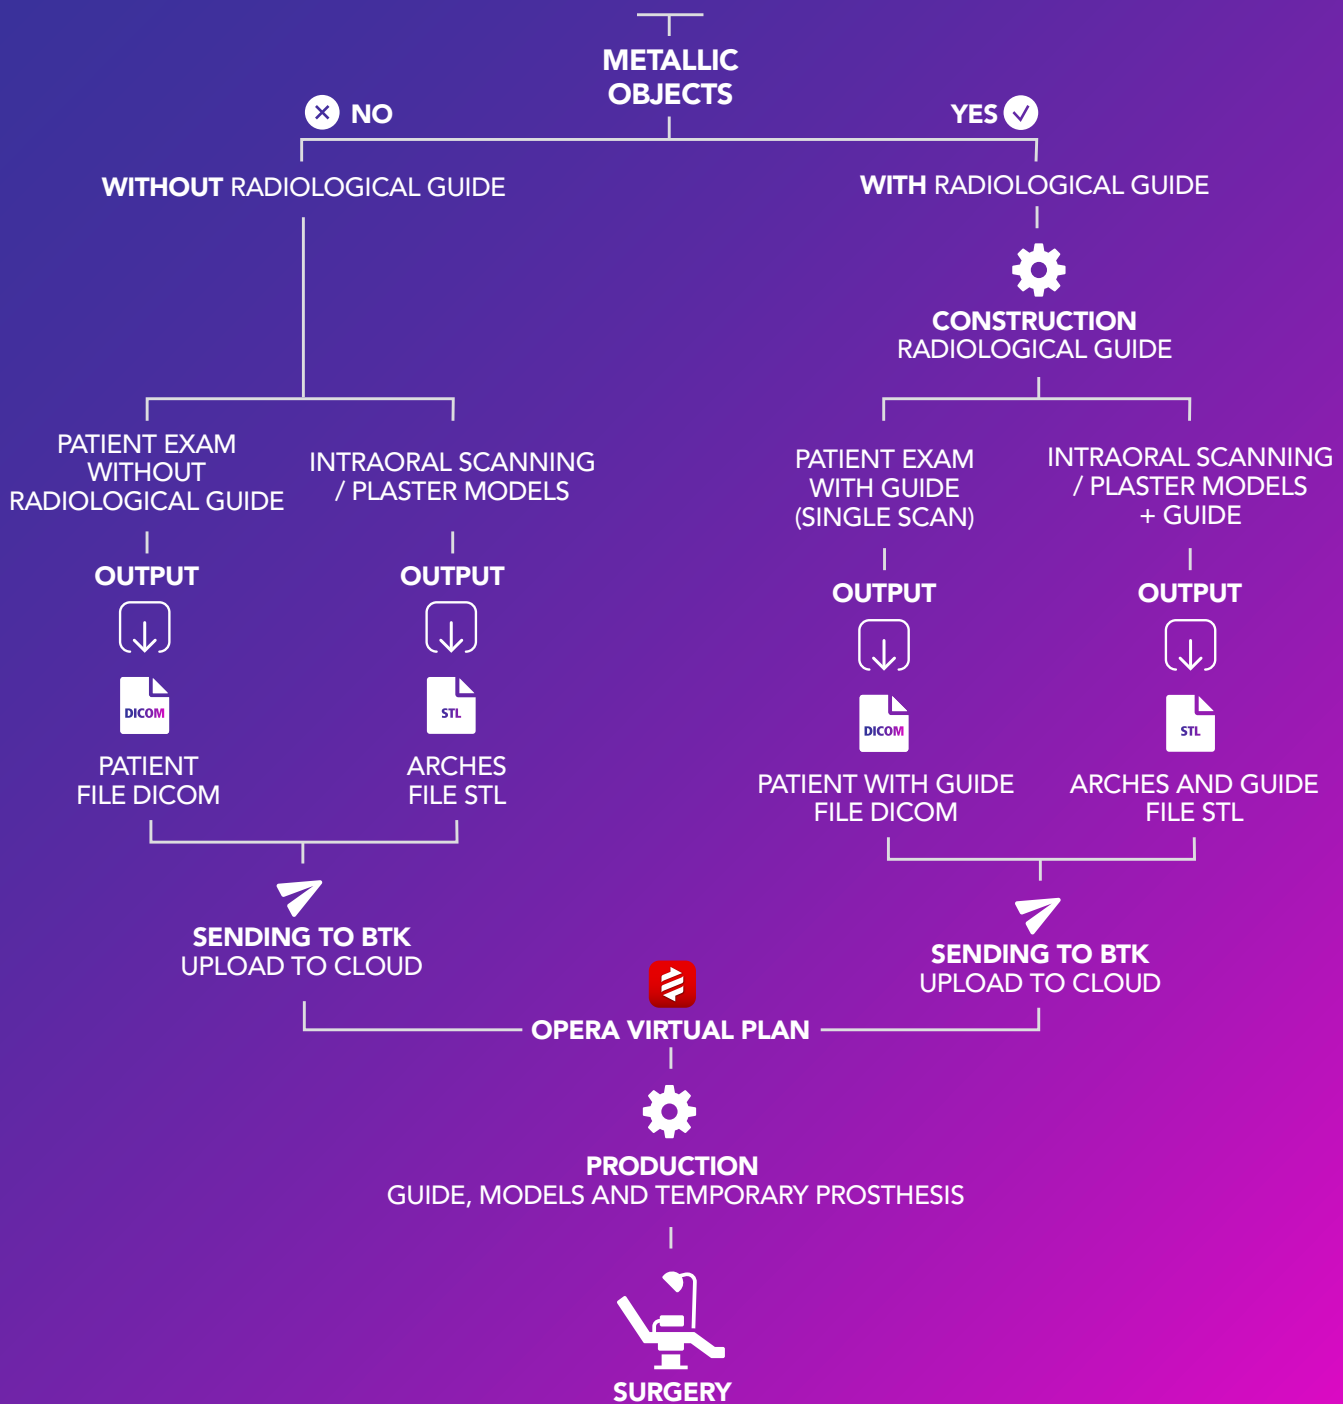 METALLIC
OBJECTS
NO
YES
WITHOUT RADIOLOGICAL GUIDE
WITH RADIOLOGICAL GUIDE
CONSTRUCTION
RADIOLOGICAL GUIDE
PATIENT EXAM
WITHOUT
RADIOLOGICAL GUIDE
INTRAORAL SCANNING
/ PLASTER MODELS
PATIENT EXAM
WITH GUIDE
(SINGLE SCAN)
INTRAORAL SCANNING
/ PLASTER MODELS
+ GUIDE
OUTPUT
OUTPUT
OUTPUT
OUTPUT
DICOM
STL
DICOM
STL
PATIENT
FILE DICOM
ARCHES
FILE STL
PATIENT WITH GUIDE
FILE DICOM
ARCHES AND GUIDE
FILE STL
SENDING TO BTK
UPLOAD TO CLOUD
SENDING TO BTK
UPLOAD TO CLOUD
OPERA VIRTUAL PLAN
PRODUCTION
GUIDE, MODELS AND TEMPORARY PROSTHESIS
SURGERY